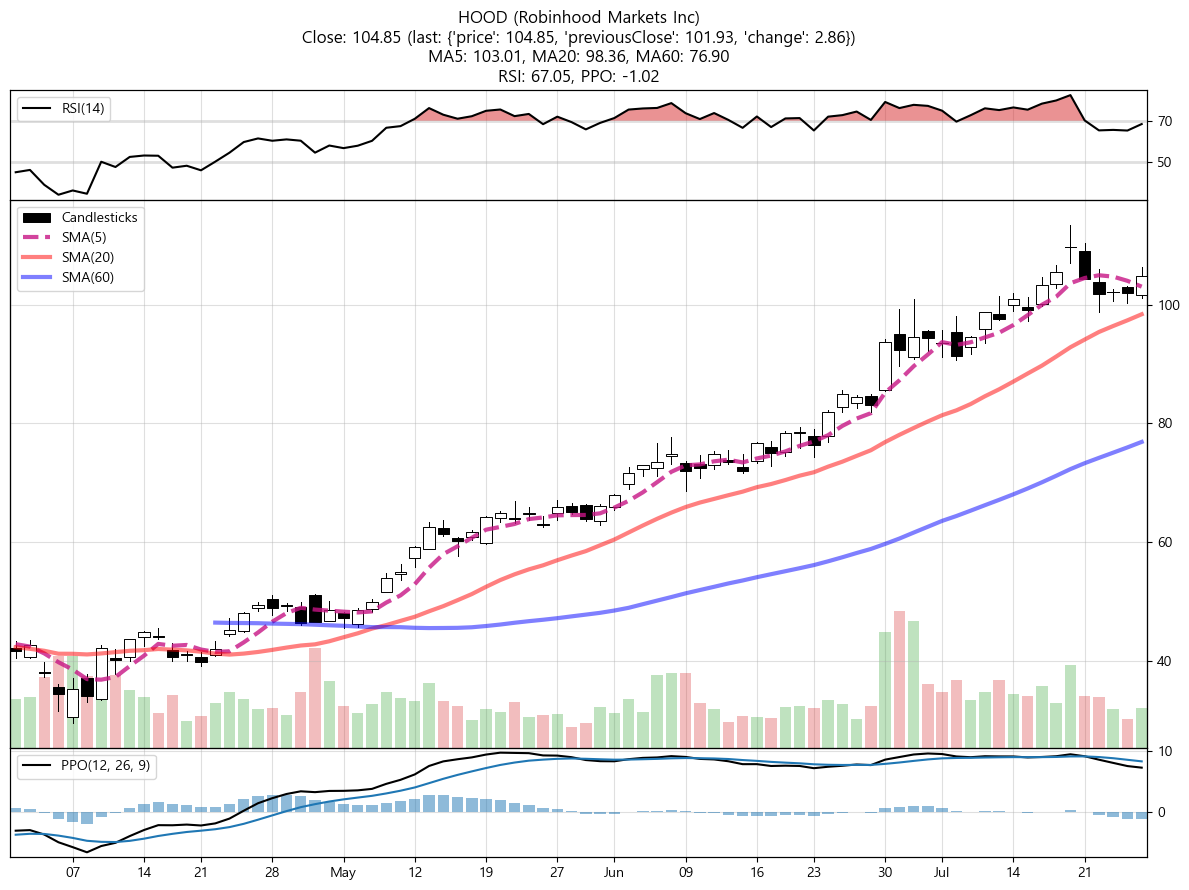 HOOD (Robinhood Markets Inc)
Close: 104.85 (last: {'price': 104.85, 'previousClose': 101.93, 'change': 2.86})
MA5: 103.01, MA20: 98.36, MA60: 76.90
RSI: 67.05, PPO: -1.02
RSI(14)
70
50
Candlesticks
SMA(5)
SMA(20)
SMA(60)
100
80
60
40
PPO(12, 26, 9)
10
0
07 14 21 28 May 12 19 27 Jun 09 16 23 30 Jul 14 21